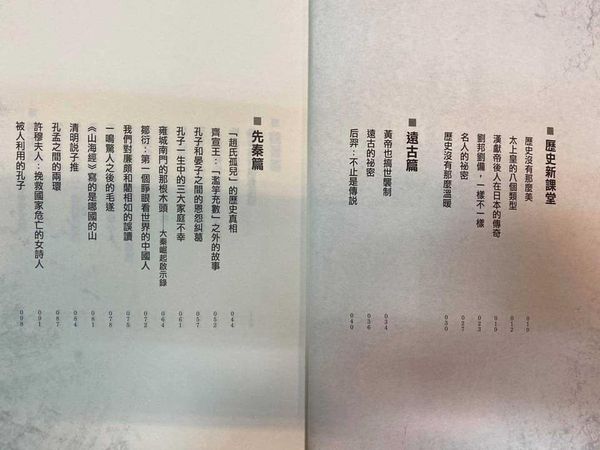 ■ 歷史新課堂
歷史沒有那麼美
太上皇的八個類型 012
漢獻帝後人在日本的傳奇 019
劉邦劉備，一樣不一樣 023
名人的祕密 027
歷史沒有那麼溫暖 030
■ 遠古篇
黃帝也搞世襲制 034
遠古的祕密 036
后羿：不止是傳說 040
■ 先秦篇
「趙氏孤兒」的歷史真相 044
齊宣王：「濫竽充數」之外的故事 052
孔子和晏子之間的恩怨糾葛 057
孔子一生中的三大家庭不幸 061
雍城南門的那根木頭——大秦崛起啟示錄 064
鄒衍：第一個睜眼看世界的中國人 072
我們對廉頗和藺相如的誤讀 075
一鳴驚人之後的毛遂 078
《山海經》寫的是哪國的山 081
清明說子推 084
孔孟之間的兩環 087
許穆夫人：挽救國家危亡的女詩人 091
被人利用的孔子 098